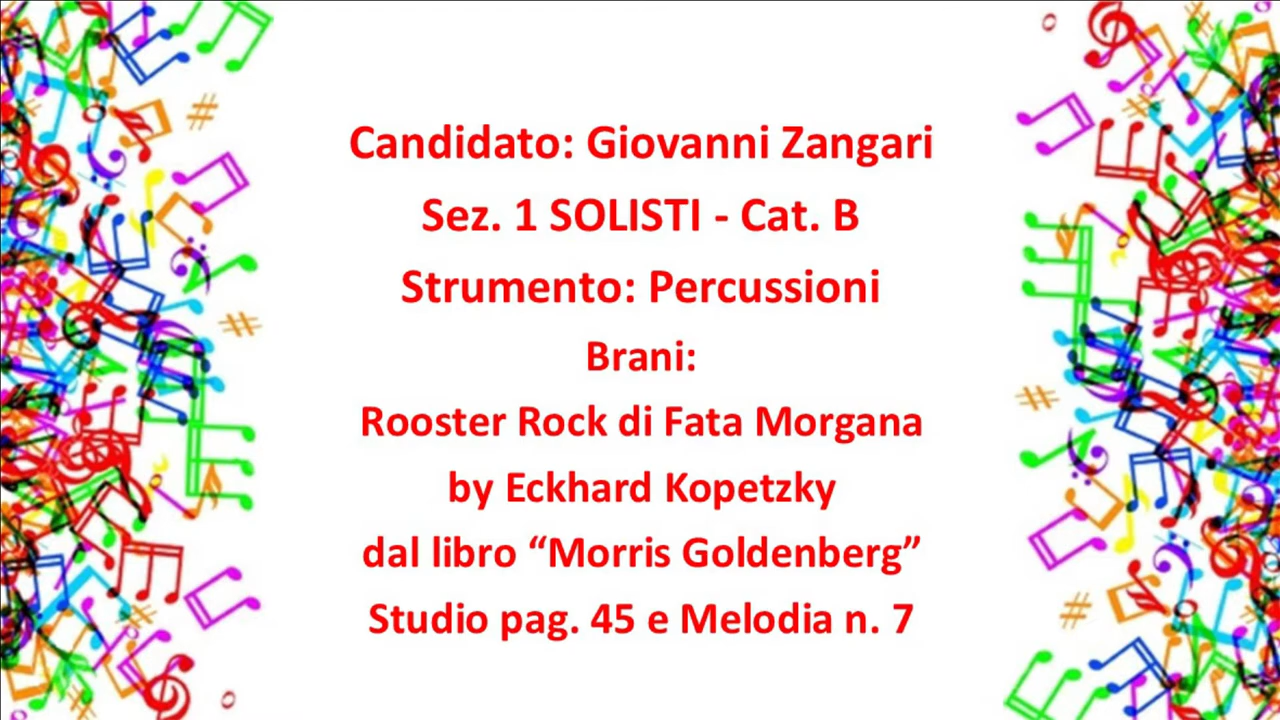 Candidato: Giovanni Zangari
Sez. 1 SOLISTI - Cat. B
Strumento: Percussioni
Brani:
Rooster Rock di Fata Morgana
by Eckhard Kopetzky
dal libro “Morris Goldenberg”
Studio pag. 45 e Melodia n. 7